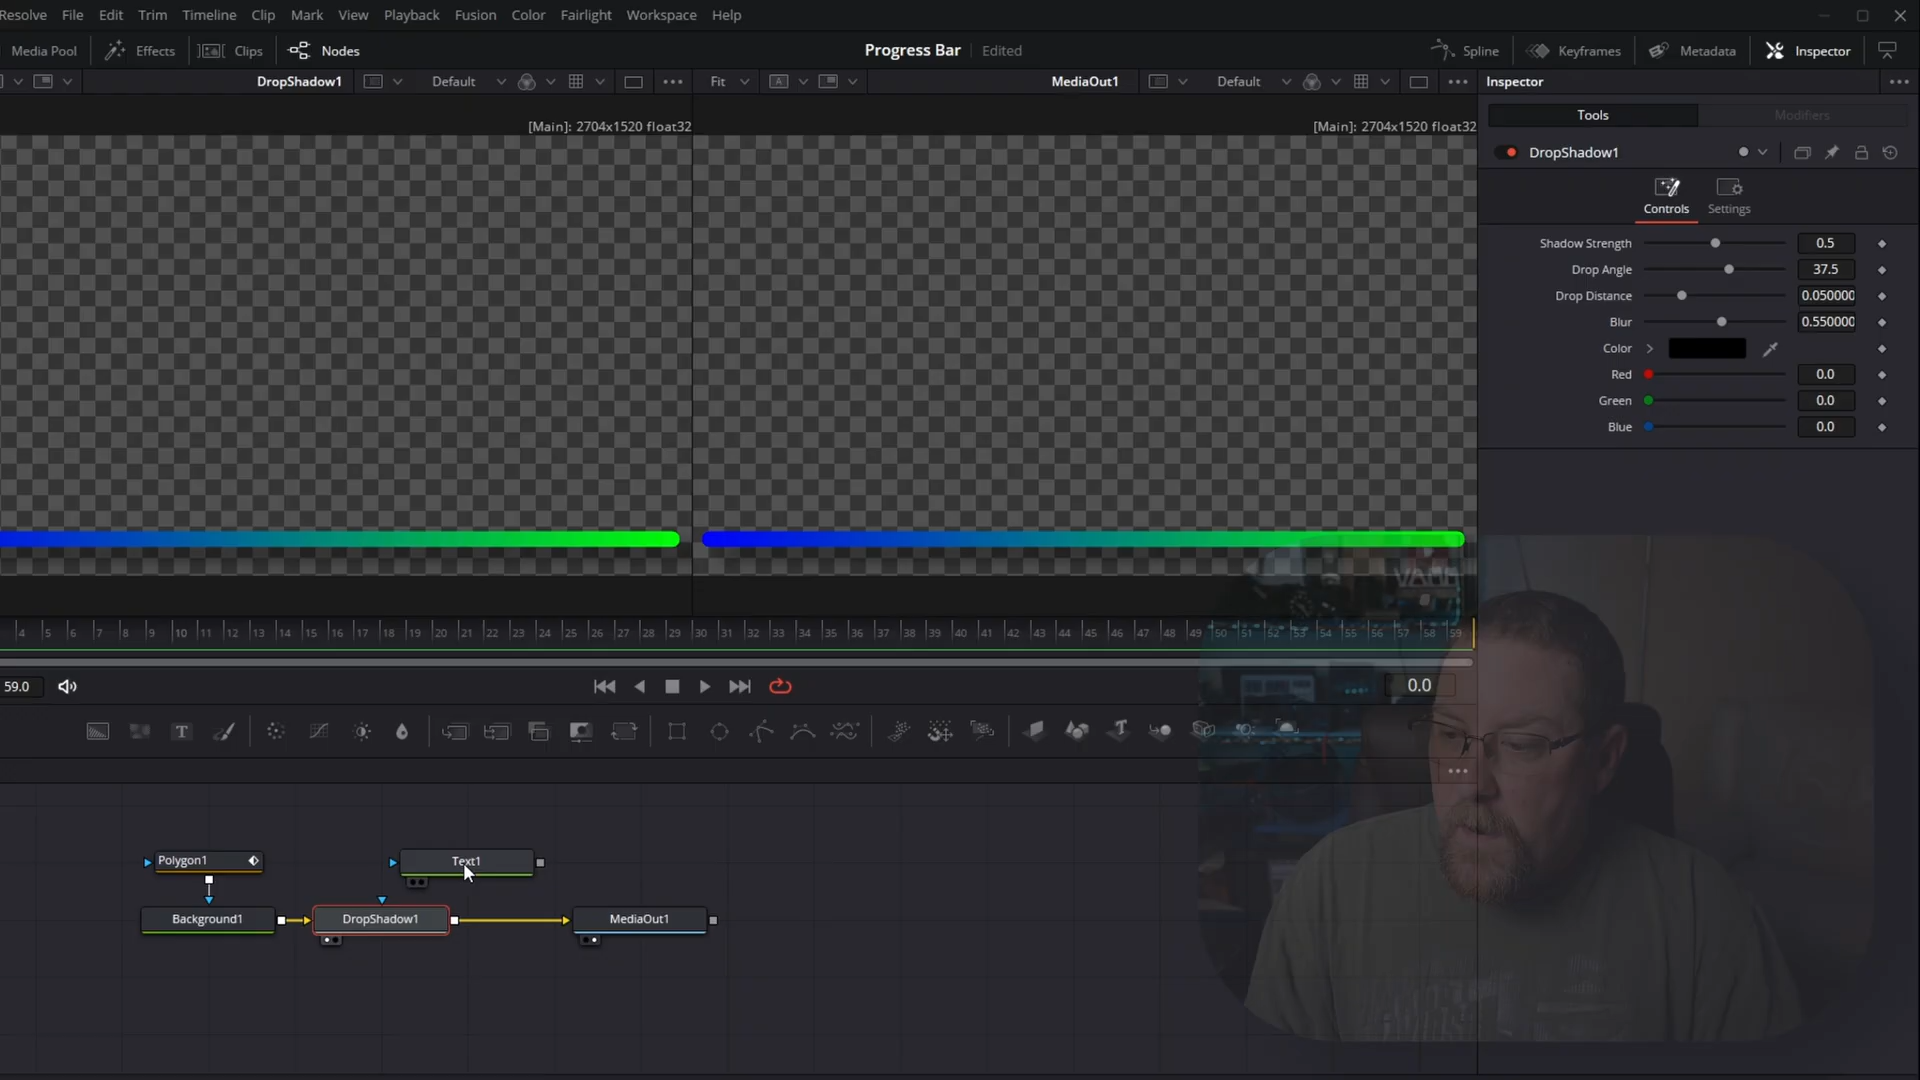 Resolve File Edit Trim Timeline Clip Mark View Playback Fusion Color Fairlight Workspace Help
Media Pool Effects Clips Nodes Progress Bar Edited Spline Keyframes Metadata Inspector
DropShadow1 Default Fit A MediaOut1 Default Inspector
Tools Modifiers
[Main]: 2704x1520 float32 [Main]: 2704x1520 float32
DropShadow1
Controls Settings
Shadow Strength 0.5
Drop Angle 37.5
Drop Distance 0.050000
Blur 0.550000
Color
Red 0.0
Green 0.0
Blue 0.0
4 5 6 7 8 9 10 11 12 13 14 15 16 17 18 19 20 21 22 23 24 25 26 27 28 29 30 31 32 33 34 35 36 37 38 39 40 41 42 43 44 45 46 47 48 49 50 51 52 53 54 55 56 57 58 59
59.0 0.0
T T
Polygon1 Text1
Background1 DropShadow1 MediaOut1